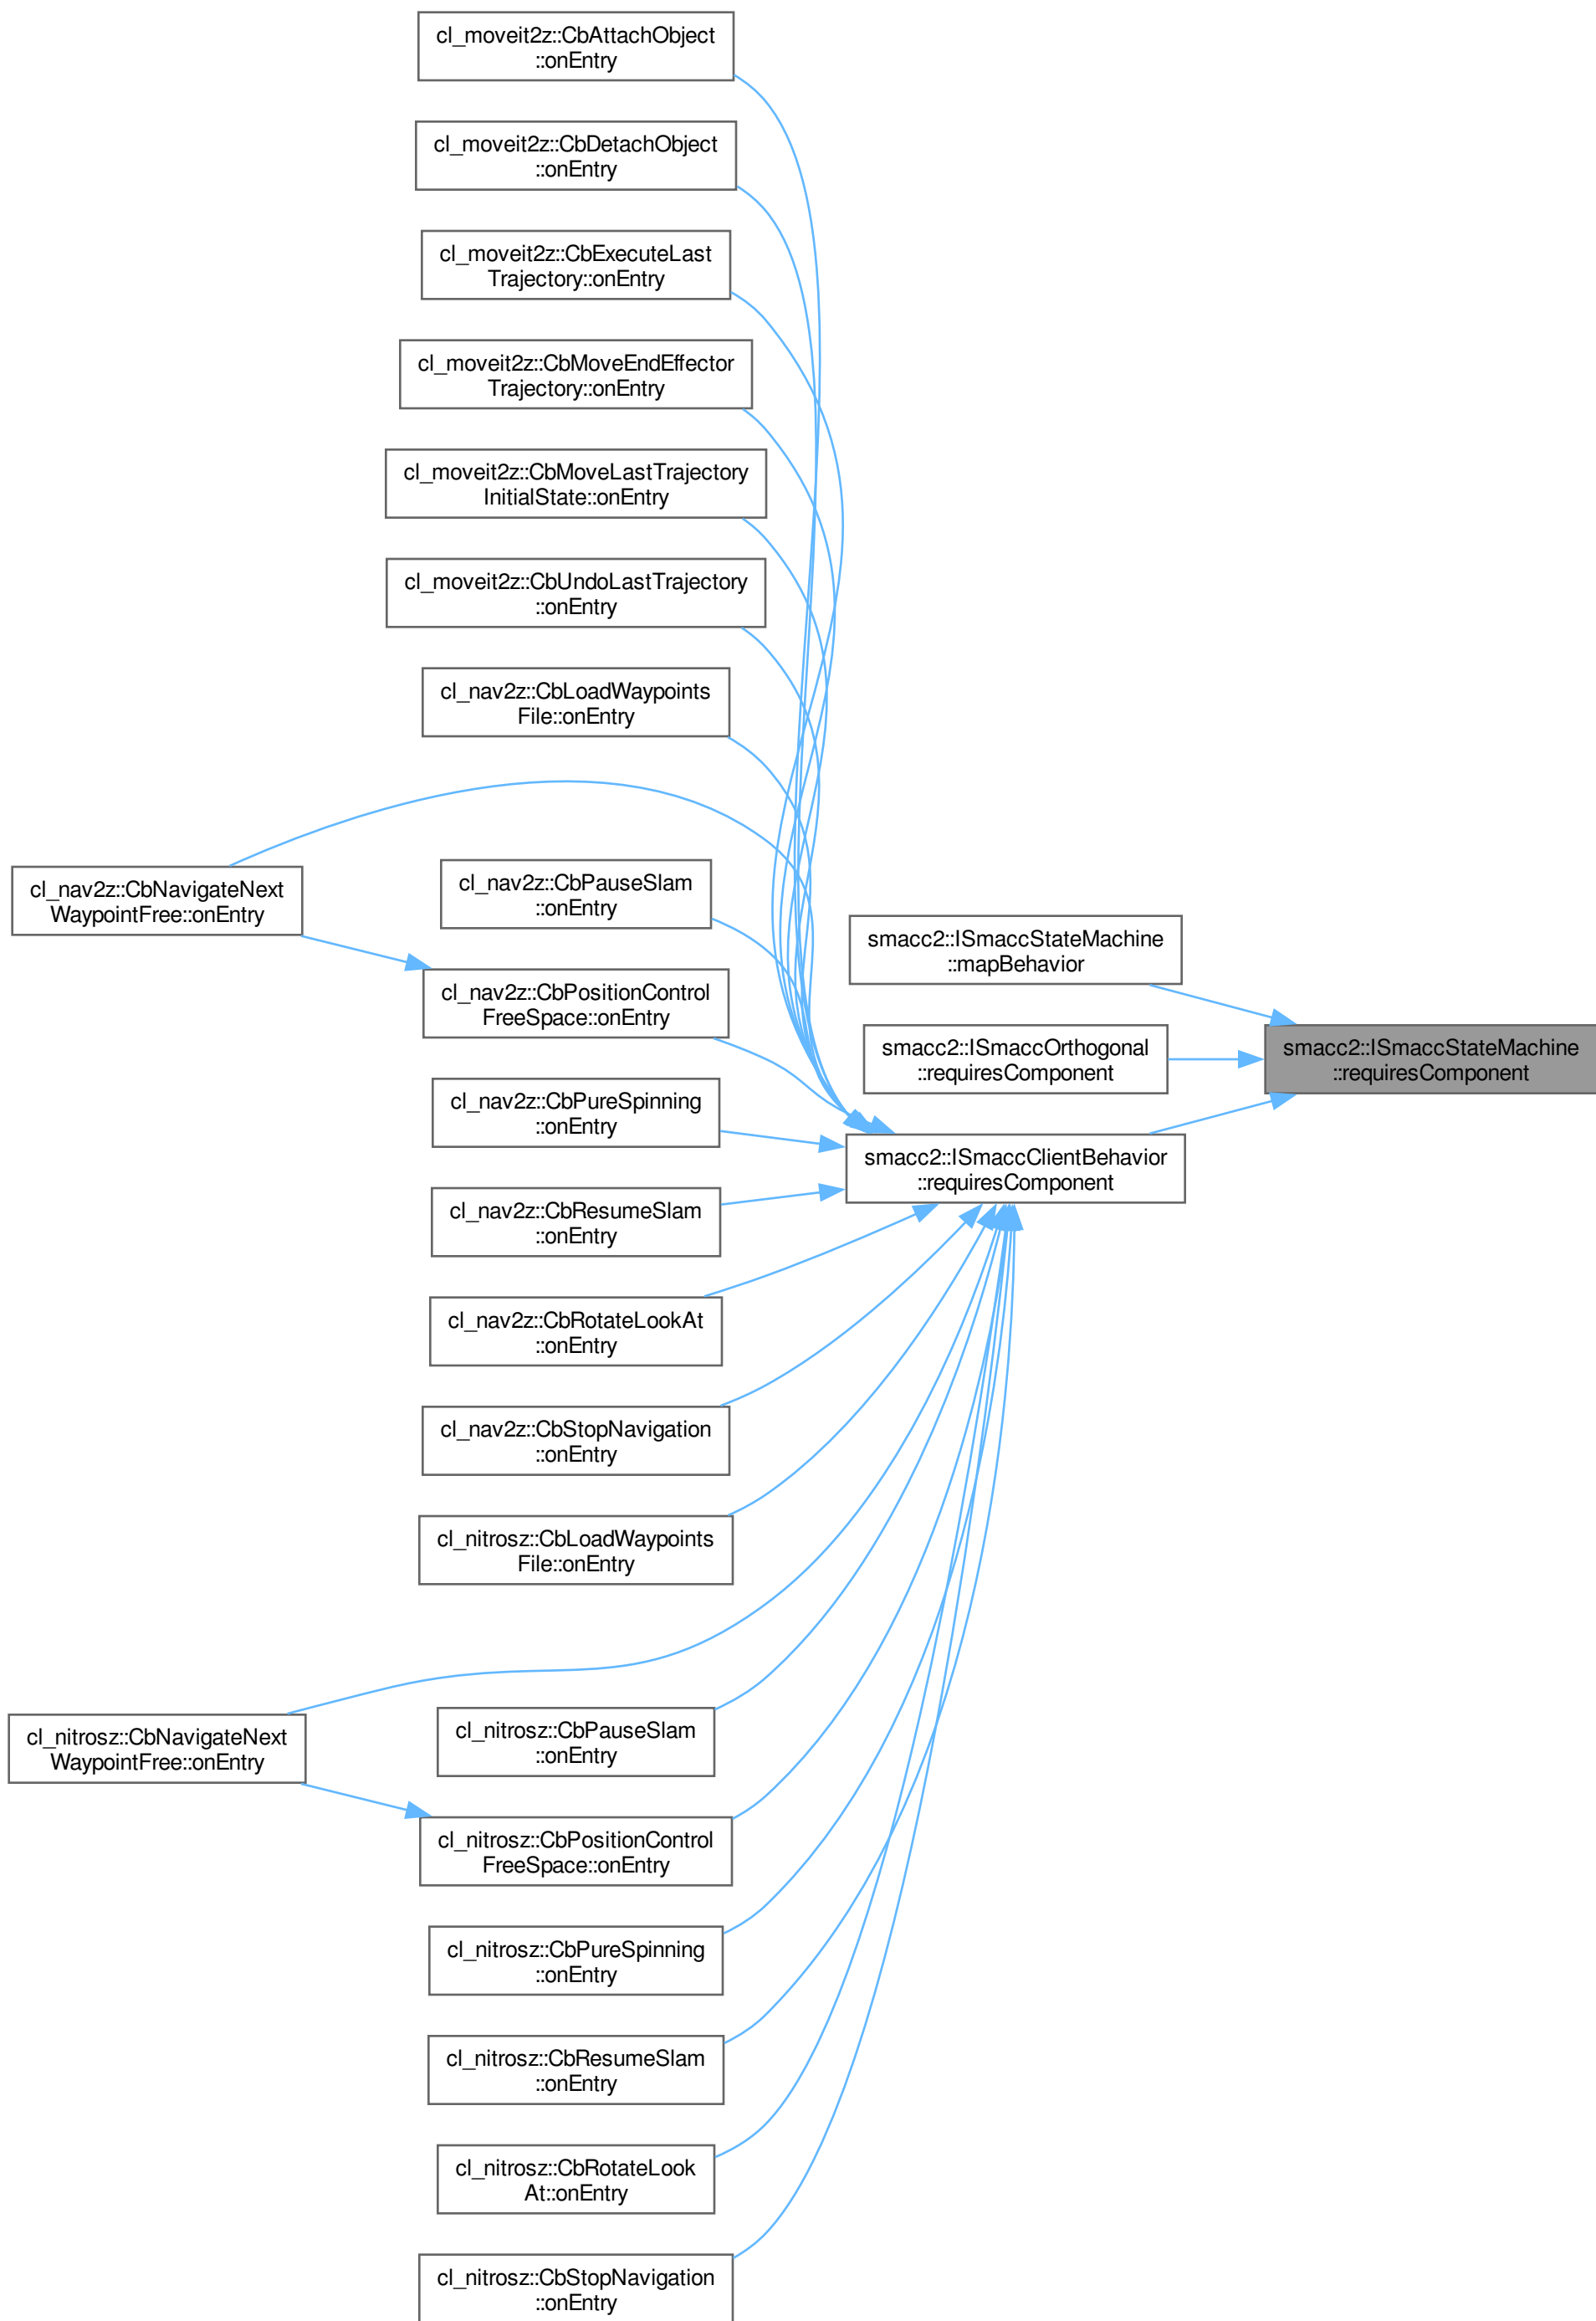 cl_moveit2z::CbAttachObject
::onEntry
cl_moveit2z::CbDetachObject
::onEntry
cl_moveit2z::CbExecuteLast
Trajectory::onEntry
cl_moveit2z::CbMoveEndEffector
Trajectory::onEntry
cl_moveit2z::CbMoveLastTrajectory
InitialState::onEntry
cl_moveit2z::CbUndoLastTrajectory
::onEntry
cl_nav2z::CbLoadWaypoints
File::onEntry
cl_nav2z::CbNavigateNext
WaypointFree::onEntry
cl_nav2z::CbPauseSlam
::onEntry
smacc2::ISmaccStateMachine
::mapBehavior
cl_nav2z::CbPositionControl
FreeSpace::onEntry
smacc2::ISmaccOrthogonal
::requiresComponent
smacc2::ISmaccStateMachine
::requiresComponent
cl_nav2z::CbPureSpinning
::onEntry
smacc2::ISmaccClientBehavior
::requiresComponent
cl_nav2z::CbResumeSlam
::onEntry
cl_nav2z::CbRotateLookAt
::onEntry
cl_nav2z::CbStopNavigation
::onEntry
cl_nitrosz::CbLoadWaypoints
File::onEntry
cl_nitrosz::CbNavigateNext
WaypointFree::onEntry
cl_nitrosz::CbPauseSlam
::onEntry
cl_nitrosz::CbPositionControl
FreeSpace::onEntry
cl_nitrosz::CbPureSpinning
::onEntry
cl_nitrosz::CbResumeSlam
::onEntry
cl_nitrosz::CbRotateLook
At::onEntry
cl_nitrosz::CbStopNavigation
::onEntry